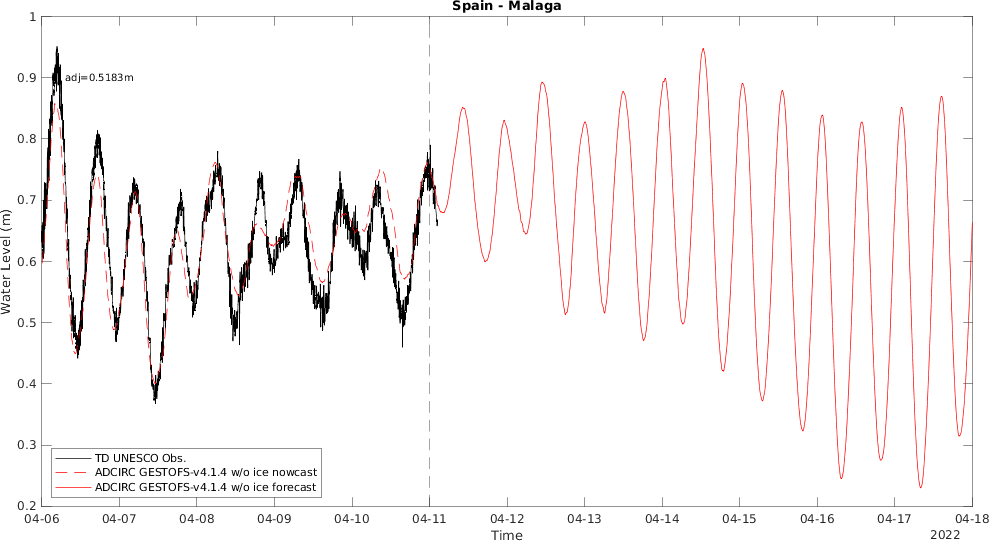 Spain - Malaga
1
0.9
0.8
0.7
0.6
0.5
0.4
0.3
0.2
Water Level (m)
adj=0.5183m
TD UNESCO Obs.
ADCIRC GESTOFS-v4.1.4 w/o ice nowcast
ADCIRC GESTOFS-v4.1.4 w/o ice forecast
04-06 04-07 04-08 04-09 04-10 04-11 04-12 04-13 04-14 04-15 04-16 04-17 04-18
Time
2022